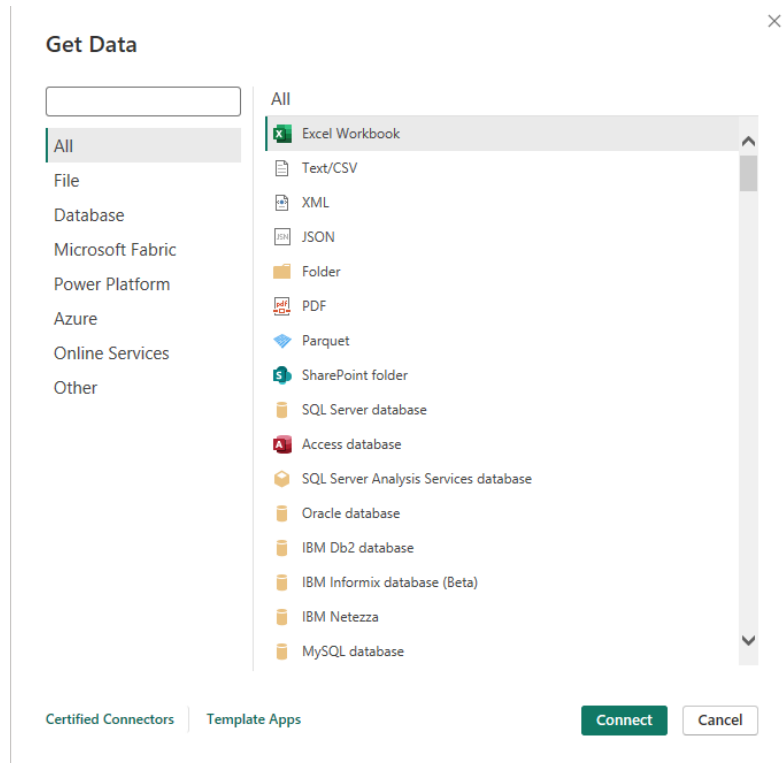 Get Data
All
File
Database
Microsoft Fabric
Power Platform
Azure
Online Services
Other
All
Excel Workbook
Text/CSV
XML
JSON
Folder
PDF
Parquet
SharePoint folder
SQL Server database
Access database
SQL Server Analysis Services database
Oracle database
IBM Db2 database
IBM Informix database (Beta)
IBM Netezza
MySQL database
Certified Connectors
Template Apps
Connect
Cancel